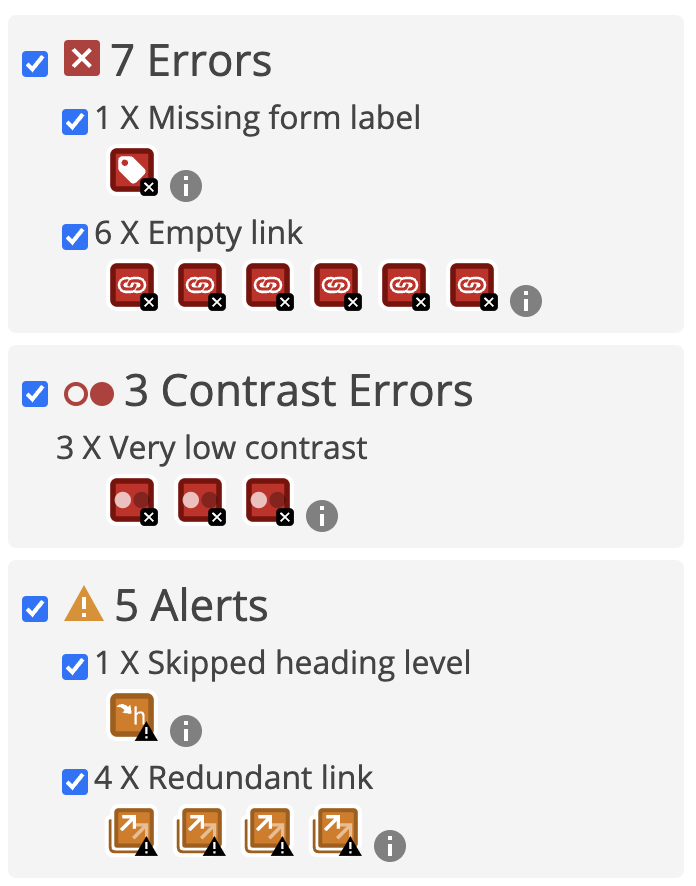 7 Errors
1 X Missing form label
6 X Empty link
3 Contrast Errors
3 X Very low contrast
5 Alerts
1 X Skipped heading level
4 X Redundant link